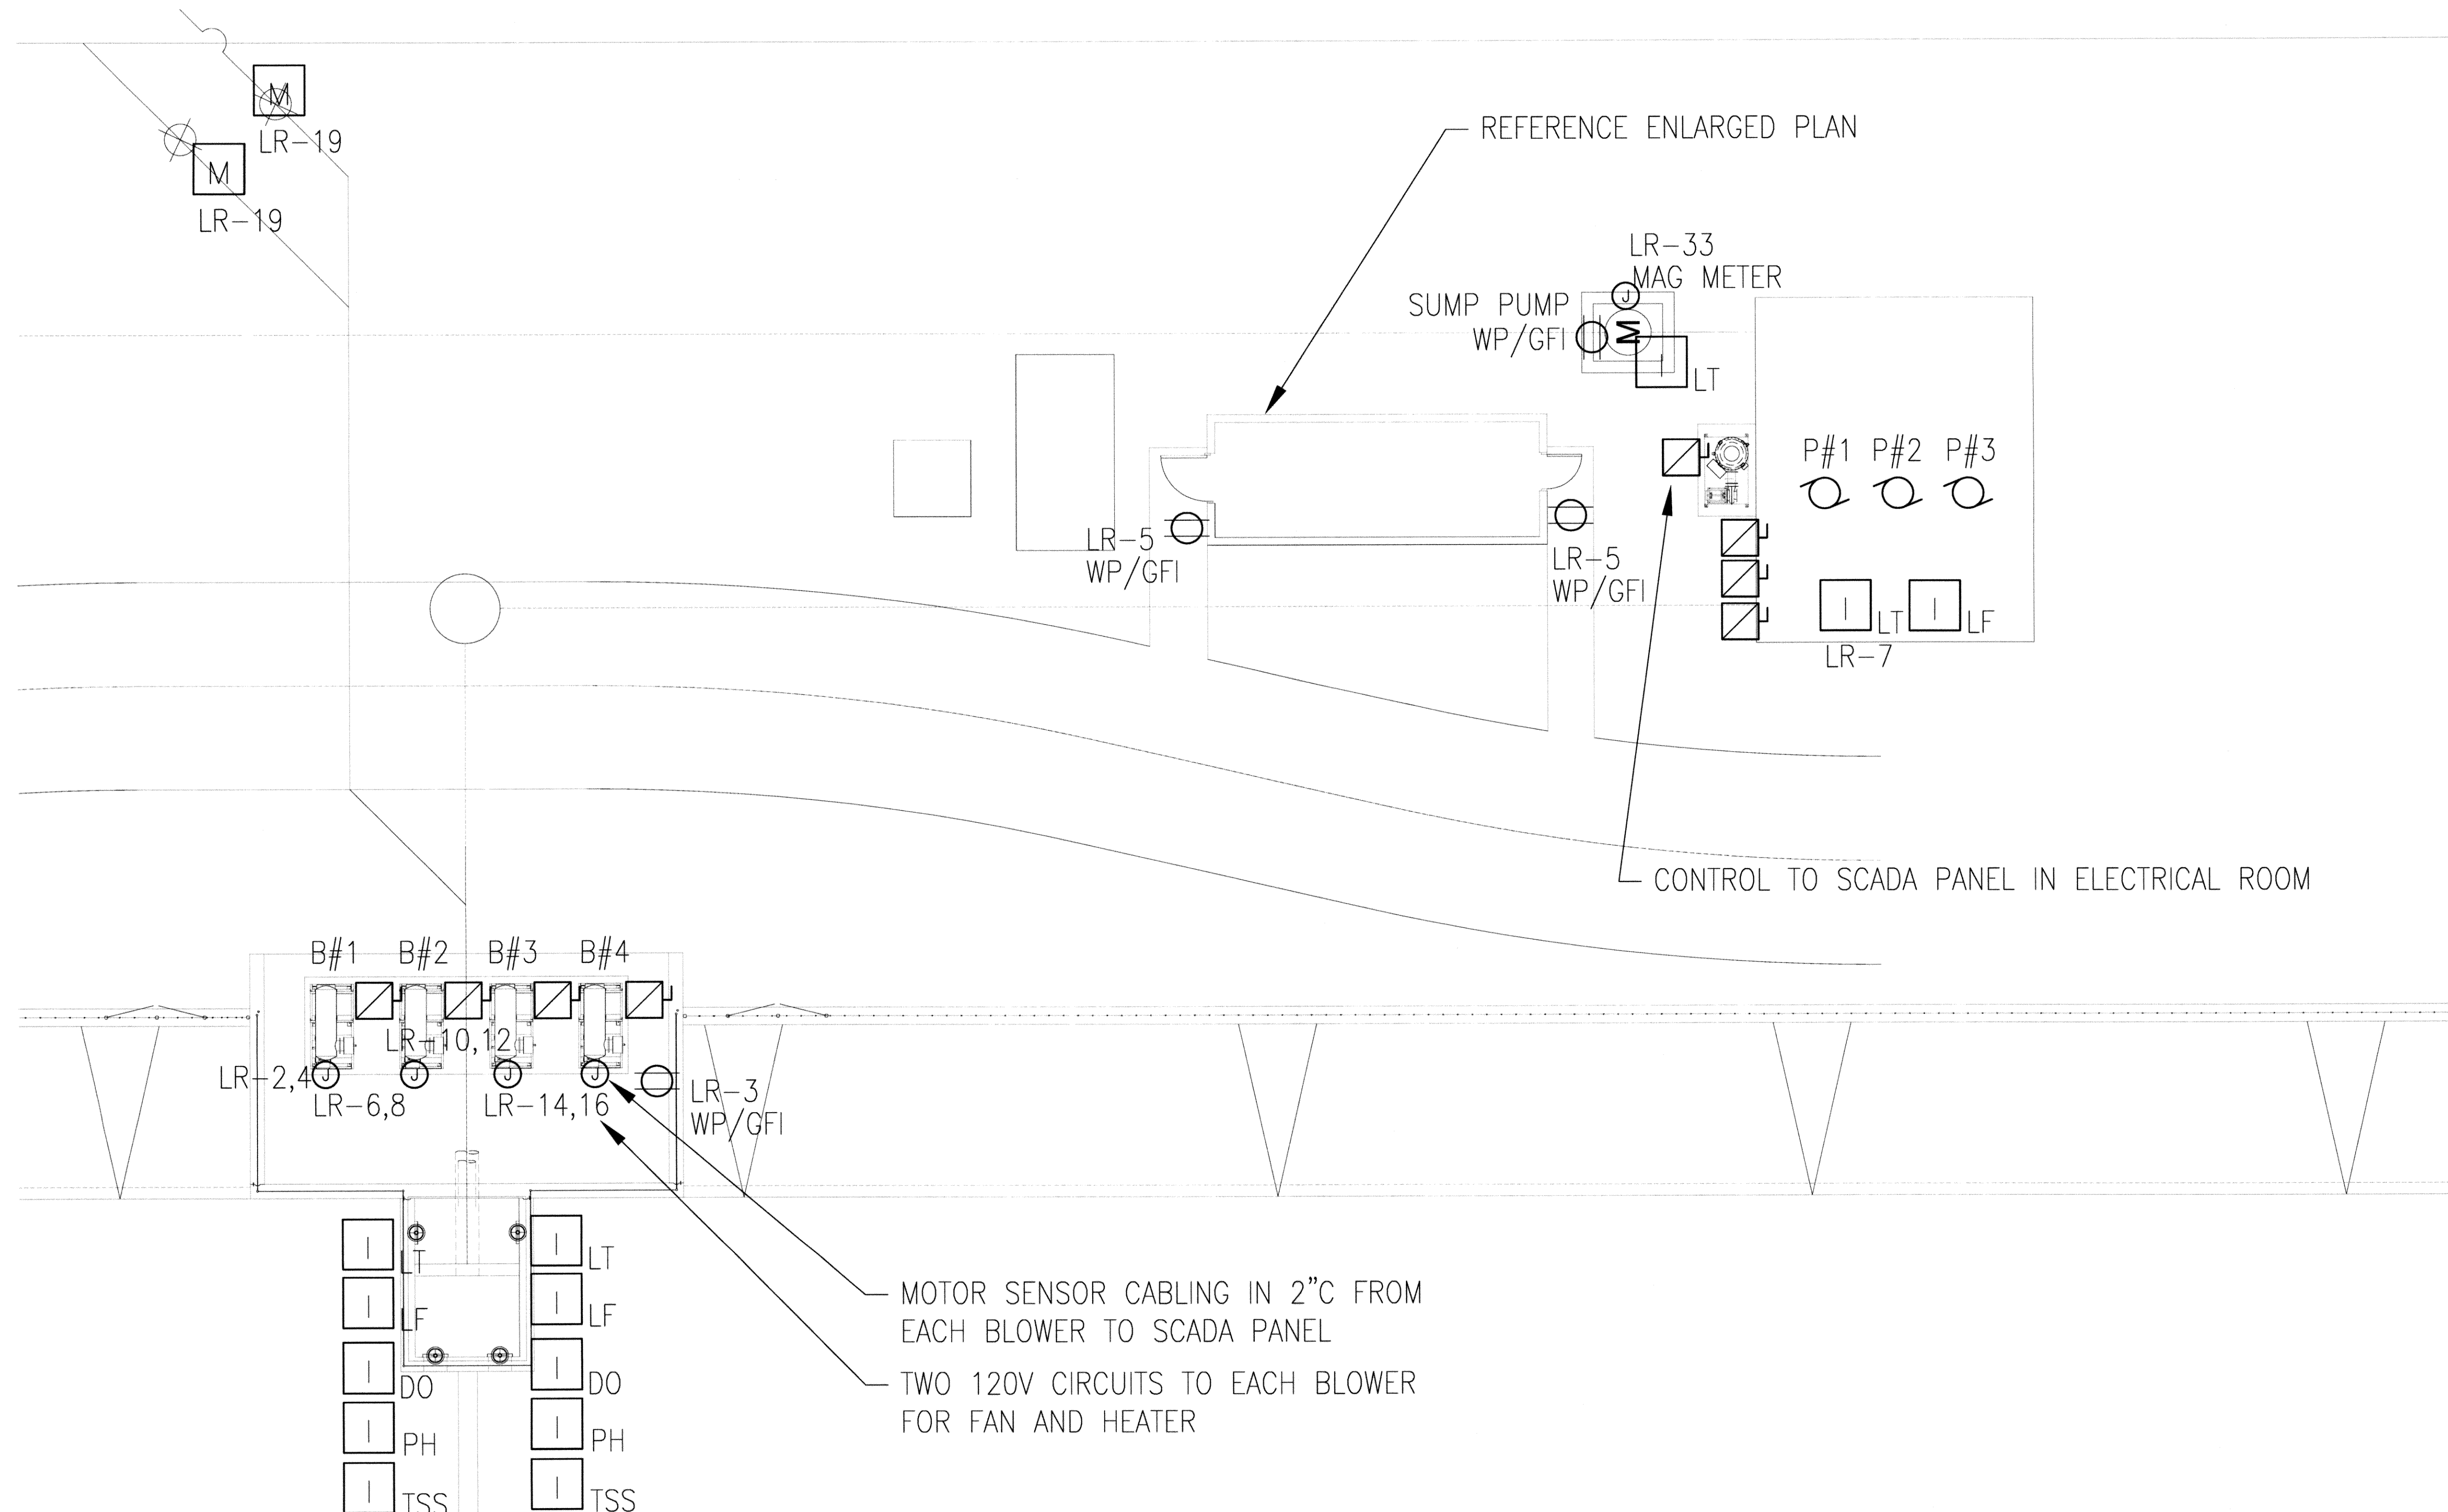 M
LR-19
M
LR-19
REFERENCE ENLARGED PLAN
LR-33
MAG METER
J
SUMP PUMP
WP/GFI
M
I
LT
P#1 P#2 P#3
LR-5
WP/GFI
LR-5
WP/GFI
I LT I LF
LR-7
CONTROL TO SCADA PANEL IN ELECTRICAL ROOM
B#1 B#2 B#3 B#4
LR-10,12
LR-2,4 J J J J
LR-6,8 LR-14,16
LR-3
WP/GFI
I LT I LT
I LF I LF
MOTOR SENSOR CABLING IN 2"C FROM
EACH BLOWER TO SCADA PANEL
I DO I DO
TWO 120V CIRCUITS TO EACH BLOWER
FOR FAN AND HEATER
I PH I PH
I TSS I TSS